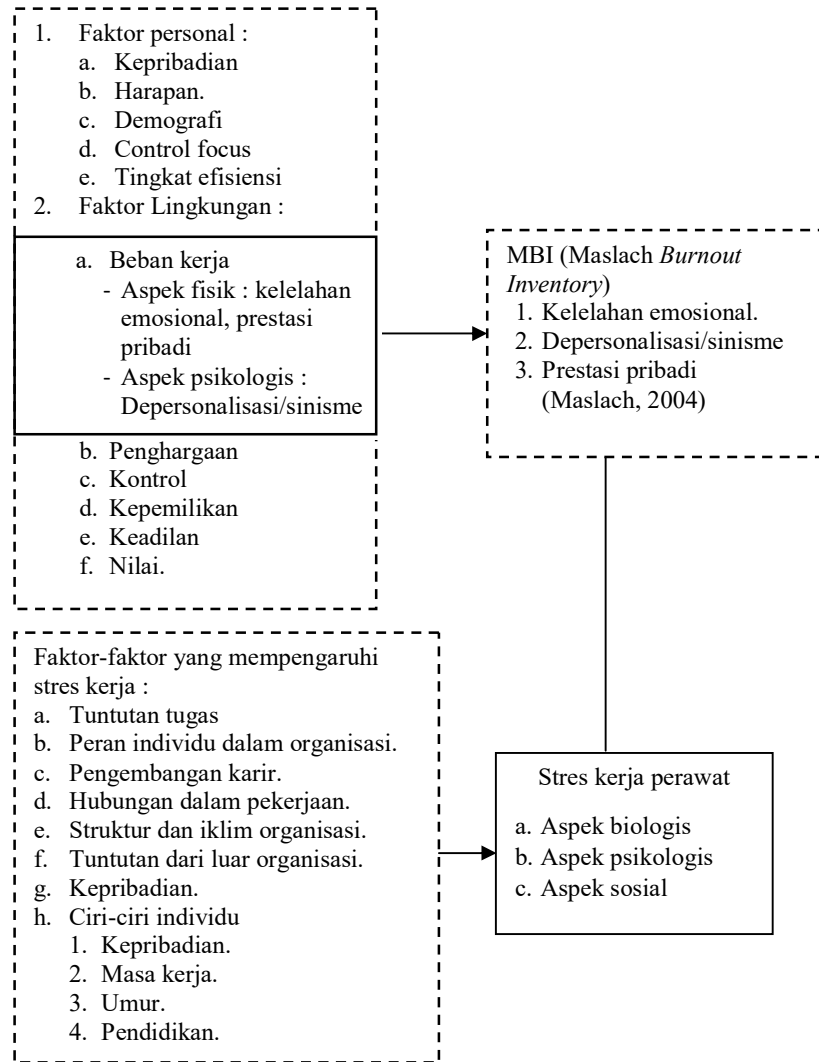 1. Faktor personal :
a. Kepribadian
b. Harapan.
c. Demografi
d. Control focus
e. Tingkat efisiensi
2. Faktor Lingkungan :
a. Beban kerja
- Aspek fisik : kelelahan
emosional, prestasi
pribadi
- Aspek psikologis :
Depersonalisasi/sinisme
b. Penghargaan
c. Kontrol
d. Kepemilikan
e. Keadilan
f. Nilai.
MBI (Maslach Burnout
Inventory)
1. Kelelahan emosional.
2. Depersonalisasi/sinisme
3. Prestasi pribadi
(Maslach, 2004)
Faktor-faktor yang mempengaruhi
stres kerja :
a. Tuntutan tugas
b. Peran individu dalam organisasi.
c. Pengembangan karir.
d. Hubungan dalam pekerjaan.
e. Struktur dan iklim organisasi.
f. Tuntutan dari luar organisasi.
g. Kepribadian.
h. Ciri-ciri individu
1. Kepribadian.
2. Masa kerja.
3. Umur.
4. Pendidikan.
Stres kerja perawat
a. Aspek biologis
b. Aspek psikologis
c. Aspek sosial